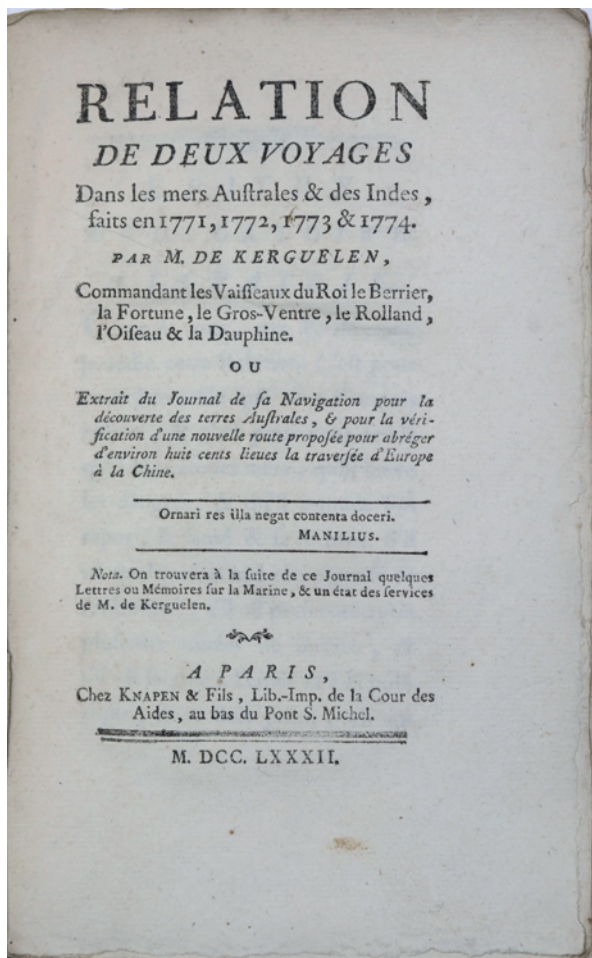 RELATION
DE DEUX VOYAGES
Dans les mers Auſtrales & des Indes,
faits en 1771, 1772, 1773 & 1774.
PAR M. DE KERGUELEN,
Commandant les Vaiſſeaux du Roi le Berrier,
la Fortune, le Gros-Ventre, le Rolland,
l'Oiſeau & la Dauphine.
OU
Extrait du Journal de ſa Navigation pour la
découverte des terres Auſtrales, & pour la véri-
fication d'une nouvelle route propoſée pour abréger
d'environ huit cents lieues la traverſée d'Europe
à la Chine.
Ornari res illa negat contenta doceri.
MANILIUS.
Nota. On trouvera à la ſuite de ce Journal quelques
Lettres ou Mémoires ſur la Marine, & un état des ſervices
de M. de Kerguelen.
A PARIS,
Chez KNAPEN & Fils, Lib.-Imp. de la Cour des
Aides, au bas du Pont S. Michel.
M. DCC. LXXXII.